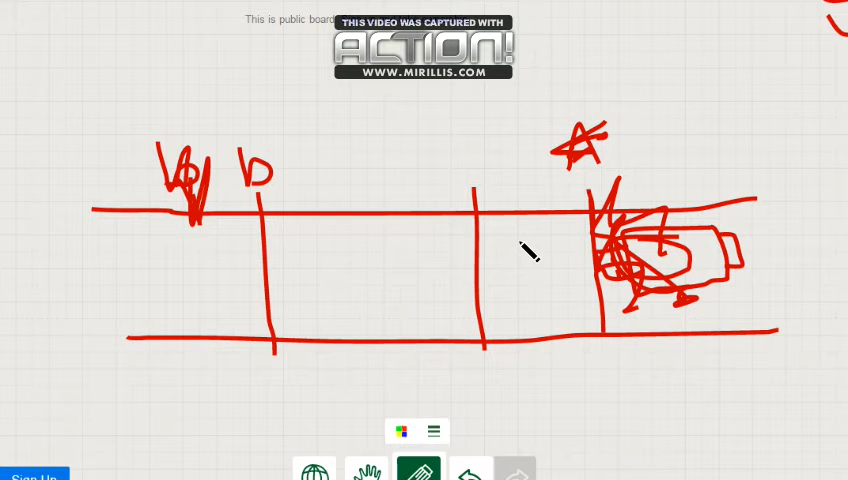 This is public board
THIS VIDEO WAS CAPTURED WITH
ACTION!
WWW.MIRILLIS.COM
D
Sign Up